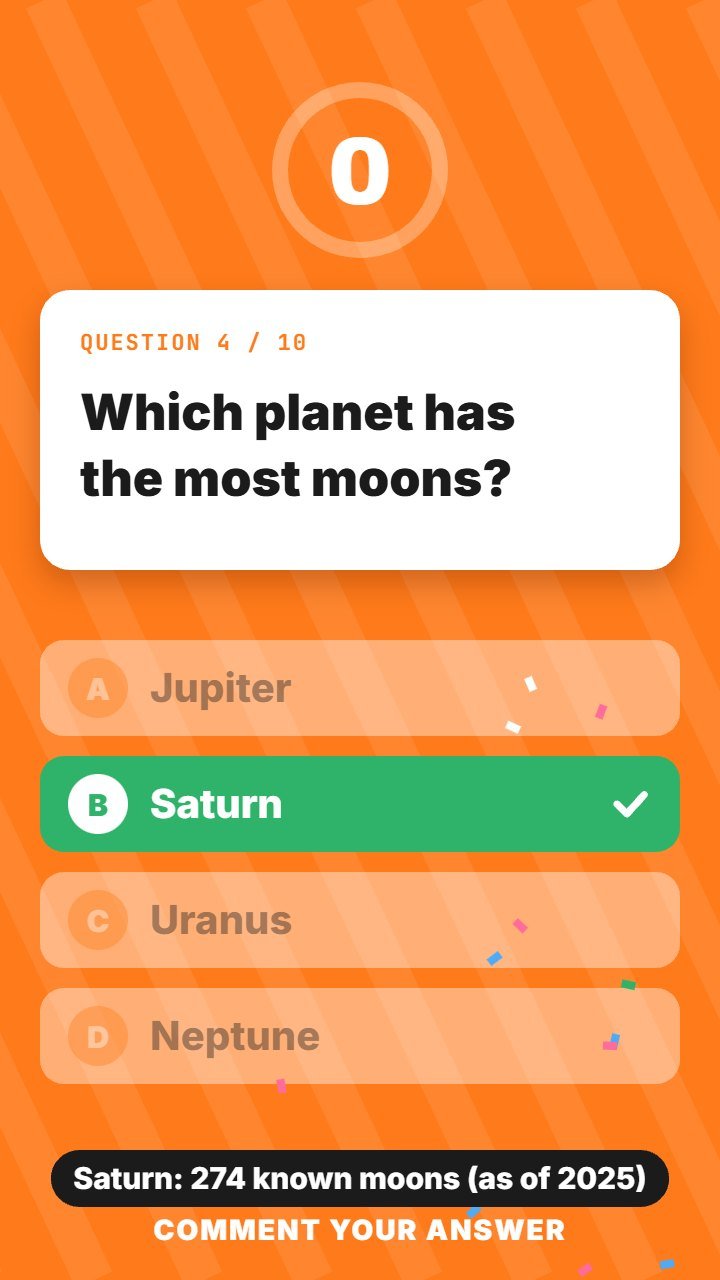 0
QUESTION 4 / 10
Which planet has
the most moons?
A Jupiter
B Saturn
C Uranus
D Neptune
Saturn: 274 known moons (as of 2025)
COMMENT YOUR ANSWER